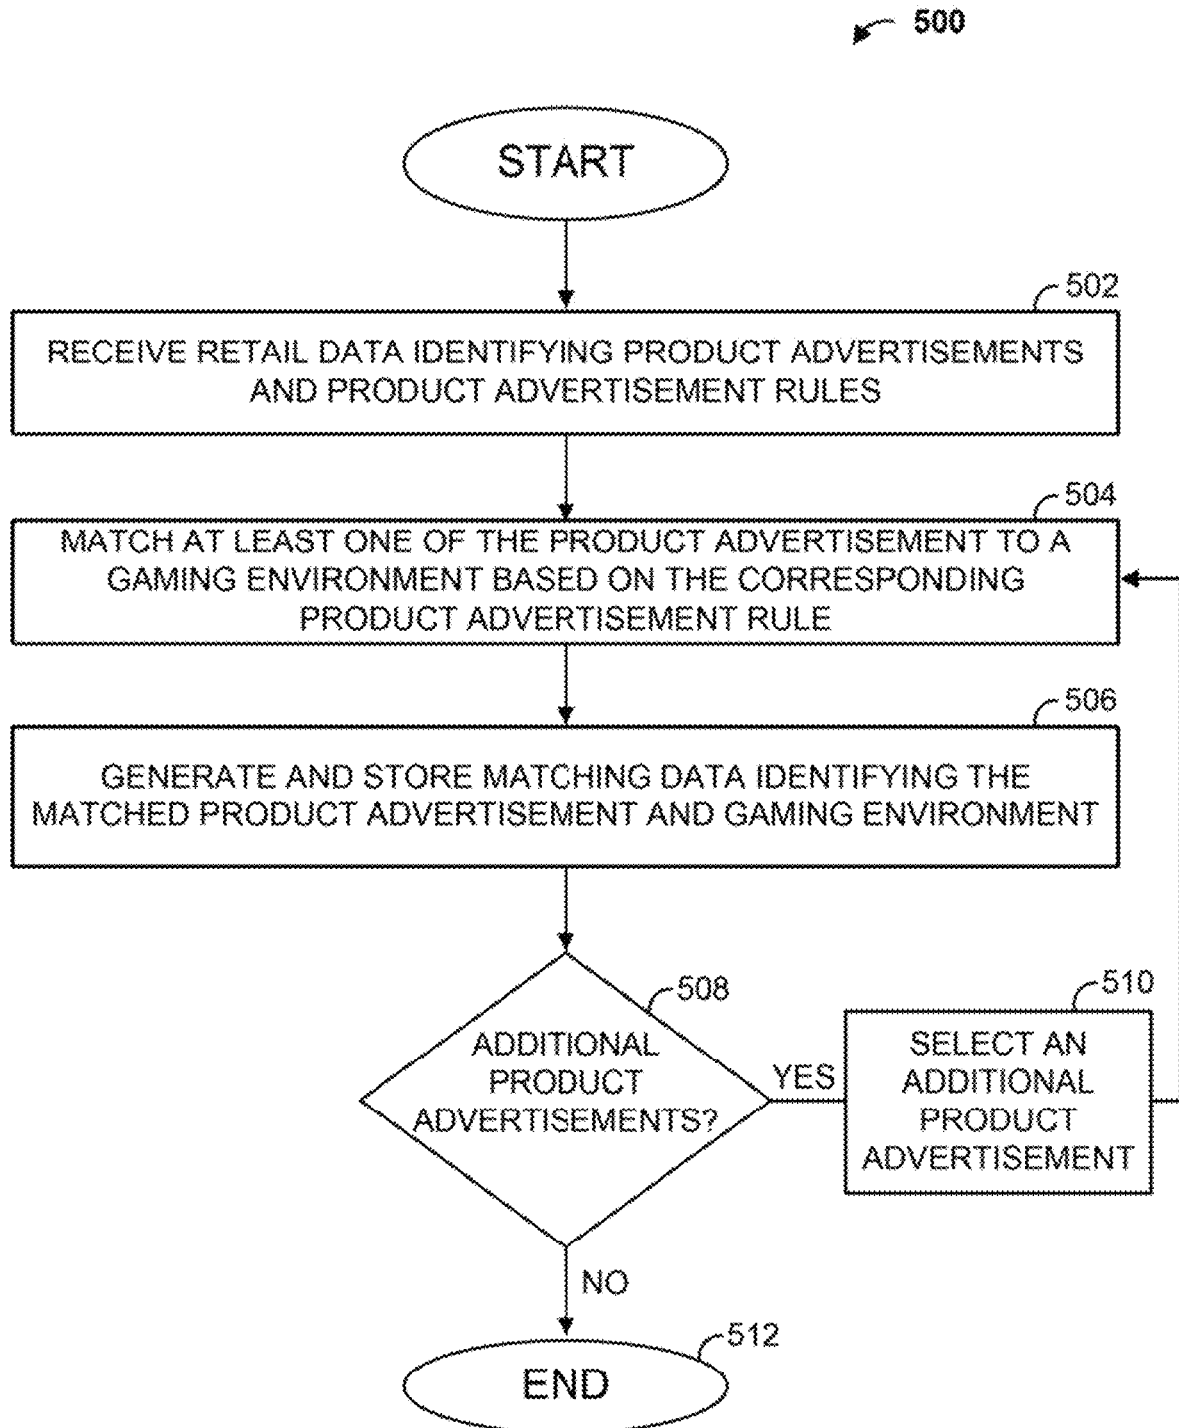 500
START
502
RECEIVE RETAIL DATA IDENTIFYING PRODUCT ADVERTISEMENTS
AND PRODUCT ADVERTISEMENT RULES
504
MATCH AT LEAST ONE OF THE PRODUCT ADVERTISEMENT TO A
GAMING ENVIRONMENT BASED ON THE CORRESPONDING
PRODUCT ADVERTISEMENT RULE
506
GENERATE AND STORE MATCHING DATA IDENTIFYING THE
MATCHED PRODUCT ADVERTISEMENT AND GAMING ENVIRONMENT
508
ADDITIONAL
PRODUCT
ADVERTISEMENTS?
YES
510
SELECT AN
ADDITIONAL
PRODUCT
ADVERTISEMENT
NO
512
END